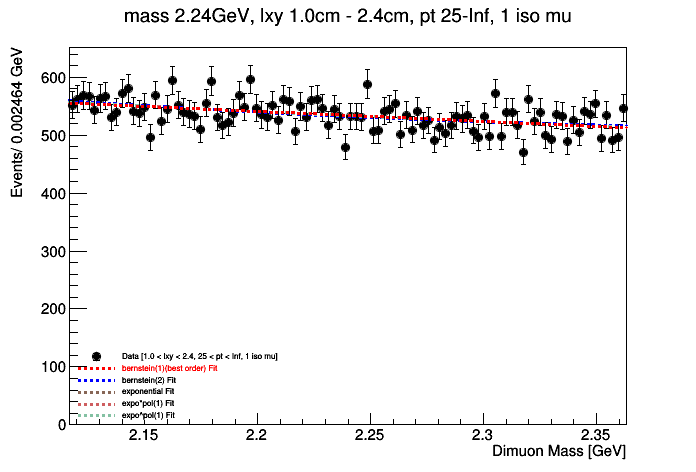 mass 2.24GeV, lxy 1.0cm - 2.4cm, pt 25-Inf, 1 iso mu
Events/ 0.002464 GeV
600
500
400
300
200
100
0
Data [1.0 < lxy < 2.4, 25 < pt < Inf, 1 iso mu]
bernstein(1)(best order) Fit
bernstein(2) Fit
exponential Fit
expo*pol(1) Fit
expo^pol(1) Fit
2.15 2.2 2.25 2.3 2.35
Dimuon Mass [GeV]